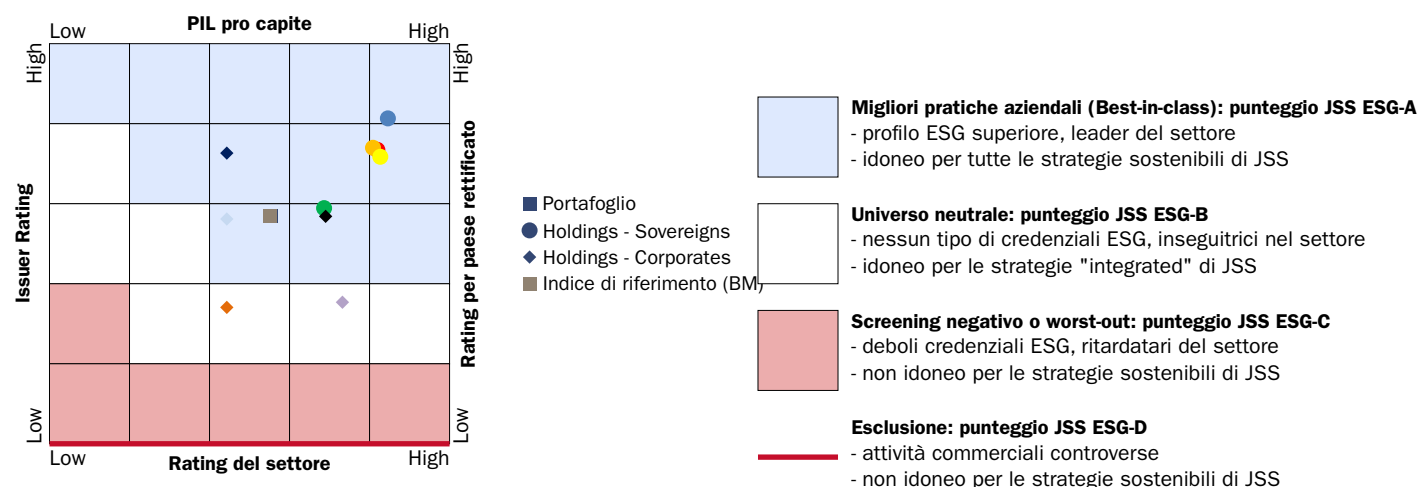 PIL pro capite
Low
High
High
High
Issuer Rating
Rating per paese rettificato
Low
Low
Low
High
Rating del settore
Portafoglio
Holdings - Sovereigns
Holdings - Corporates
Indice di riferimento (BM)
Migliori pratiche aziendali (Best-in-class): punteggio JSS ESG-A
- profilo ESG superiore, leader del settore
- idoneo per tutte le strategie sostenibili di JSS
Universo neutrale: punteggio JSS ESG-B
- nessun tipo di credenziali ESG, inseguitrici nel settore
- idoneo per le strategie "integrated" di JSS
Screening negativo o worst-out: punteggio JSS ESG-C
- deboli credenziali ESG, ritardatari del settore
- non idoneo per le strategie sostenibili di JSS
Esclusione: punteggio JSS ESG-D
- attività commerciali controverse
- non idoneo per le strategie sostenibili di JSS